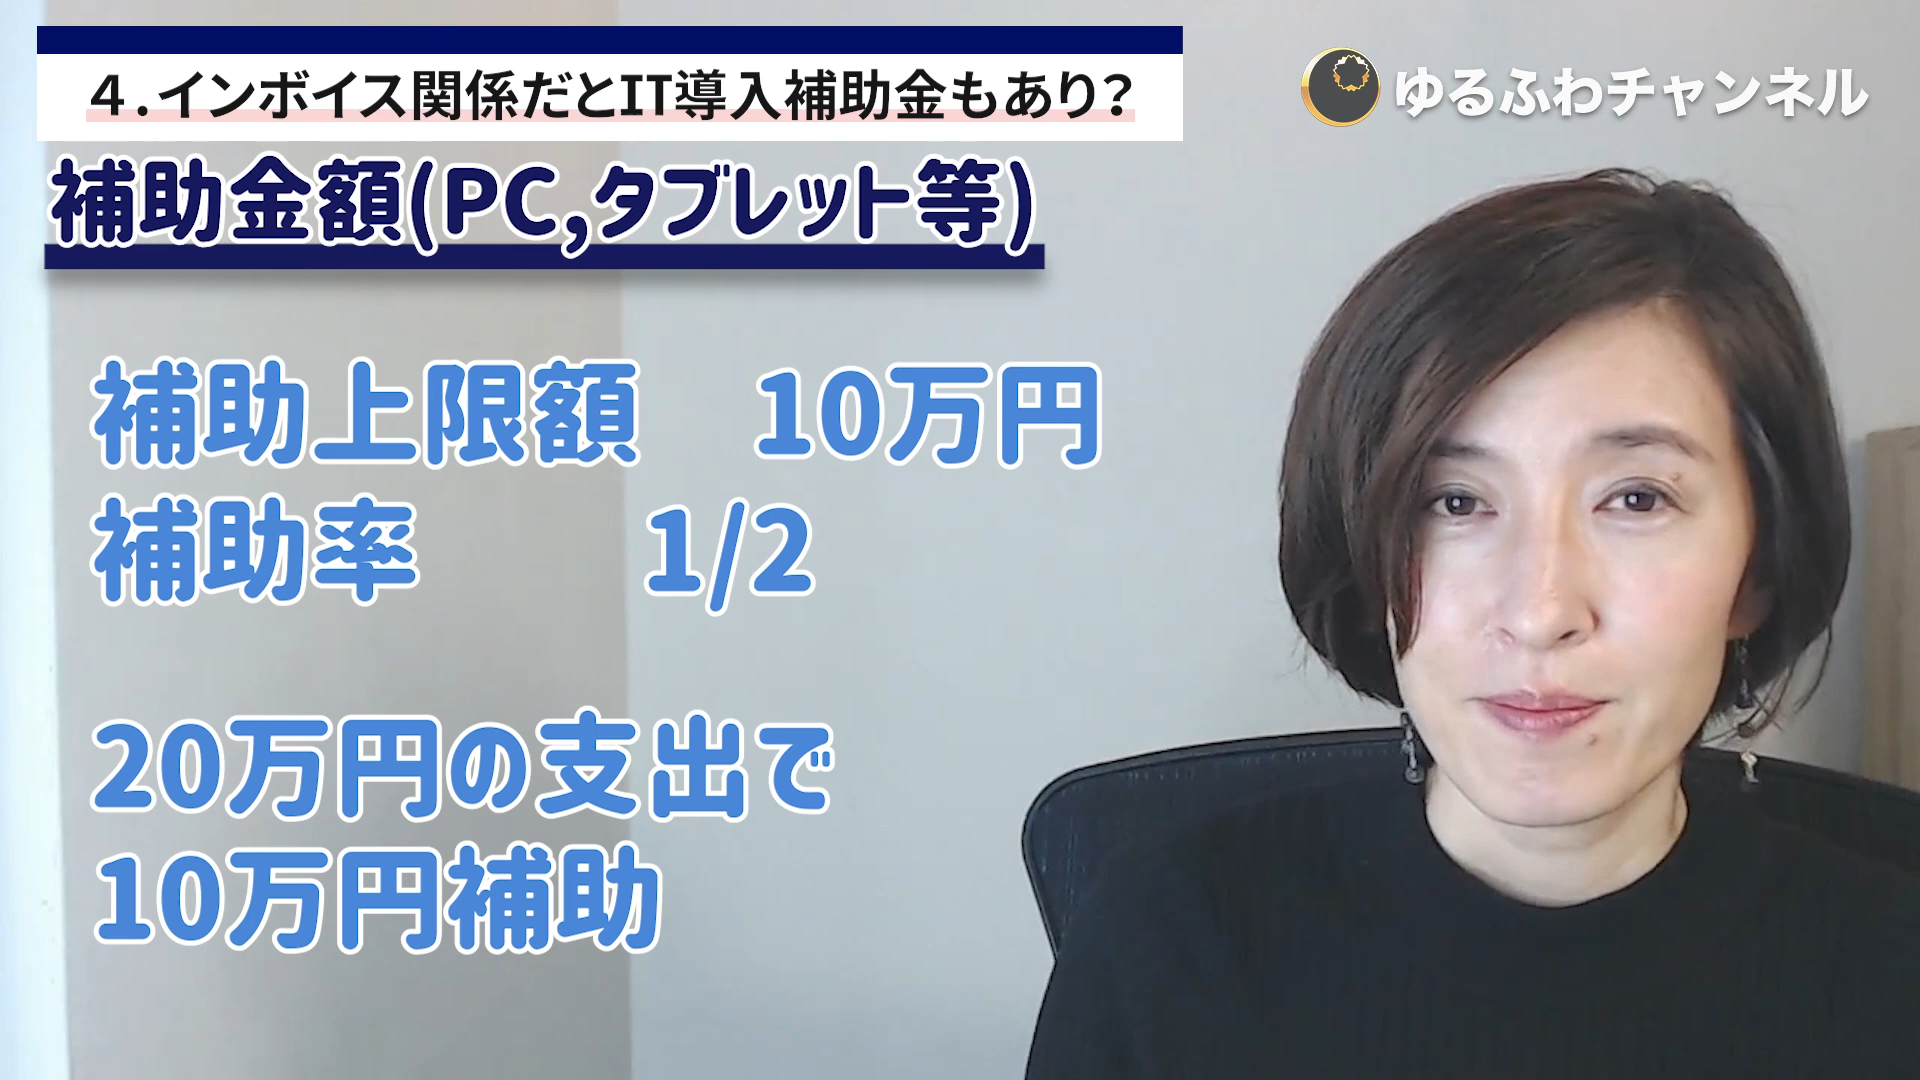 ４．インボイス関係だとIT導入補助金もあり？
ゆるふわチャンネル
補助金額(PC,タブレット等)
補助上限額　10万円
補助率　1/2
20万円の支出で
10万円補助